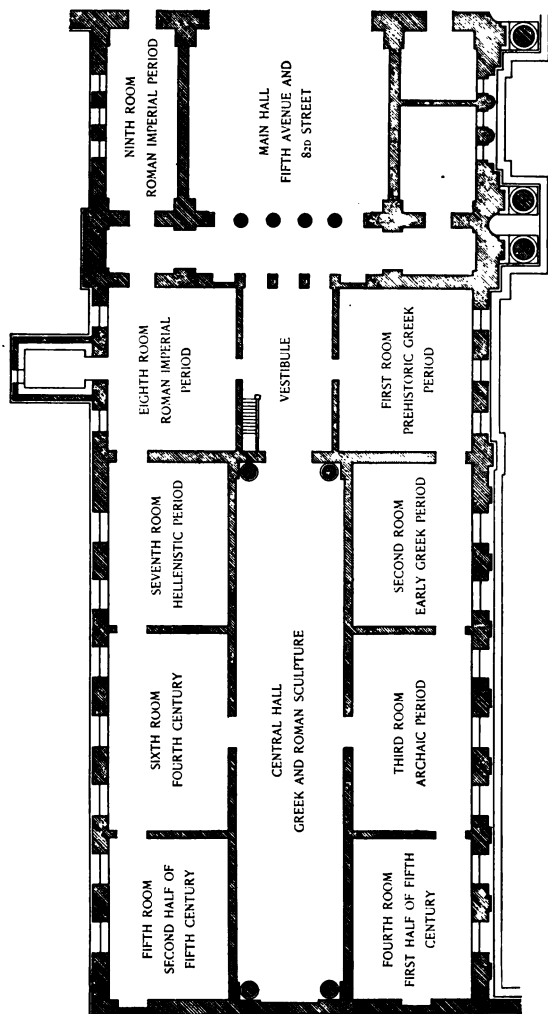 NINTH ROOM
ROMAN IMPERIAL PERIOD
MAIN HALL
FIFTH AVENUE AND
82D STREET
EIGHTH ROOM
ROMAN IMPERIAL
PERIOD
VESTIBULE
FIRST ROOM
PREHISTORIC GREEK
PERIOD
SEVENTH ROOM
HELLENISTIC PERIOD
SECOND ROOM
EARLY GREEK PERIOD
SIXTH ROOM
FOURTH CENTURY
CENTRAL HALL
GREEK AND ROMAN SCULPTURE
THIRD ROOM
ARCHAIC PERIOD
FIFTH ROOM
SECOND HALF OF
FIFTH CENTURY
FOURTH ROOM
FIRST HALF OF FIFTH
CENTURY